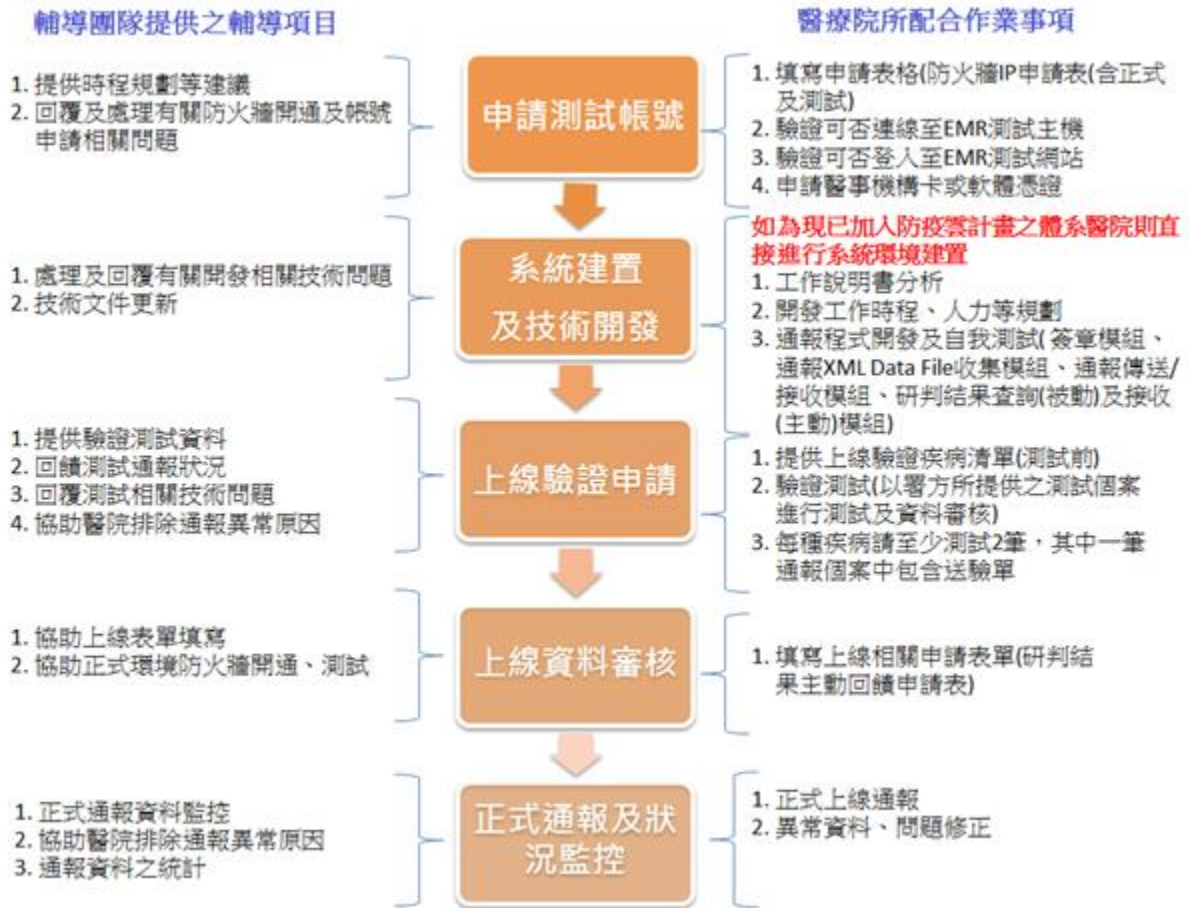 輔導團隊提供之輔導項目
醫療院所配合作業事項
1. 提供時程規劃等建議
2. 回覆及處理有關防火牆開通及帳號
申請相關問題
申請測試帳號
1. 填寫申請表格(防火牆IP申請表(含正式
及測試)
2. 驗證可否連線至EMR測試主機
3. 驗證可否登入至EMR測試網站
4. 申請醫事機構卡或軟體憑證
1. 處理及回覆有關開發相關技術問題
2. 技術文件更新
系統建置
及技術開發
如為現已加入防疫雲計畫之體系醫院則直
接進行系統環境建置
1. 工作說明書分析
2. 開發工作時程、人力等規劃
3. 通報程式開發及自我測試( 簽章模組、
通報XML Data File收集模組、通報傳送/
接收模組、研判結果查詢(被動)及接收
(主動)模組)
1. 提供驗證測試資料
2. 回饋測試通報狀況
3. 回覆測試相關技術問題
4. 協助醫院排除通報異常原因
上線驗證申請
1. 提供上線驗證疾病清單(測試前)
2. 驗證測試(以署方所提供之測試個案
進行測試及資料審核)
3. 每種疾病請至少測試2筆，其中一筆
通報個案中包含送驗單
1. 協助上線表單填寫
2. 協助正式環境防火牆開通、測試
上線資料審核
1. 填寫上線相關申請表單(研判結
果主動回饋申請表)
1. 正式通報資料監控
2. 協助醫院排除通報異常原因
3. 通報資料之統計
正式通報及狀
況監控
1. 正式上線通報
2. 異常資料、問題修正